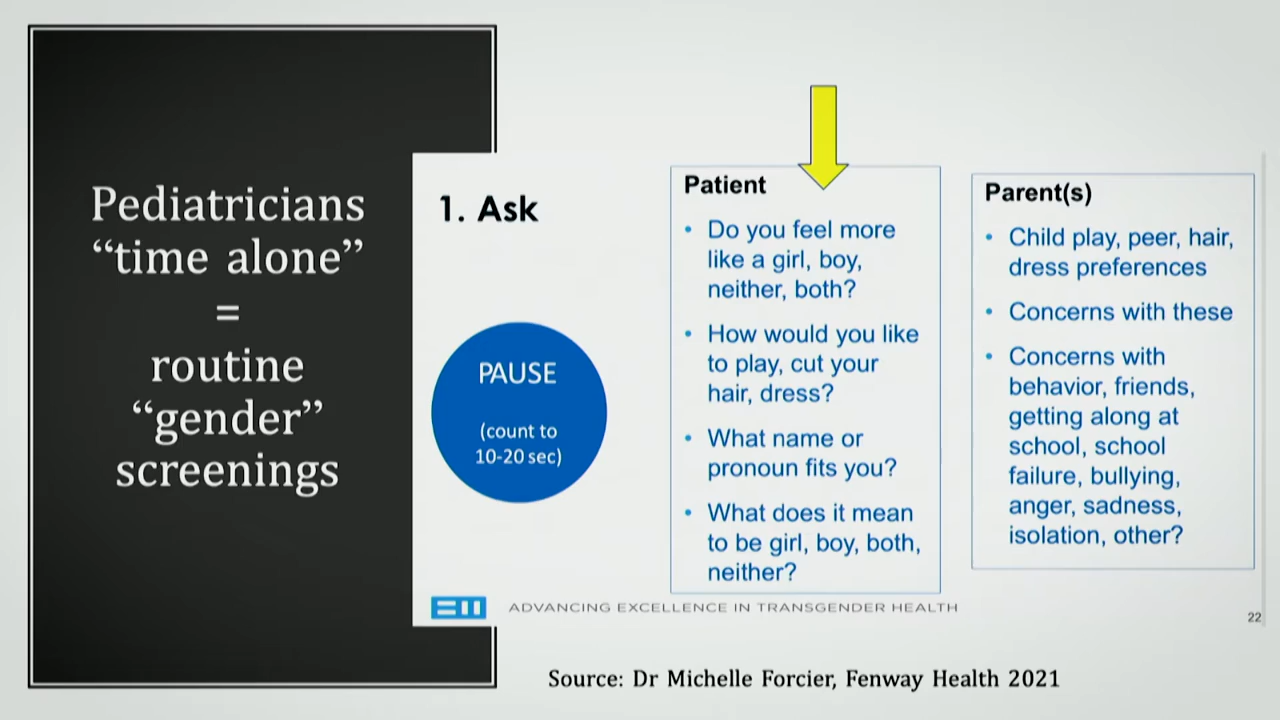 Pediatricians
“time alone”
=
routine
“gender”
screenings
1. Ask
PAUSE
(count to
10-20 sec)
Patient
• Do you feel more
like a girl, boy,
neither, both?
• How would you like
to play, cut your
hair, dress?
• What name or
pronoun fits you?
• What does it mean
to be girl, boy, both,
neither?
Parent(s)
• Child play, peer, hair,
dress preferences
• Concerns with these
• Concerns with
behavior, friends,
getting along at
school, school
failure, bullying,
anger, sadness,
isolation, other?
ADVANCING EXCELLENCE IN TRANSGENDER HEALTH
22
Source: Dr Michelle Forcier, Fenway Health 2021